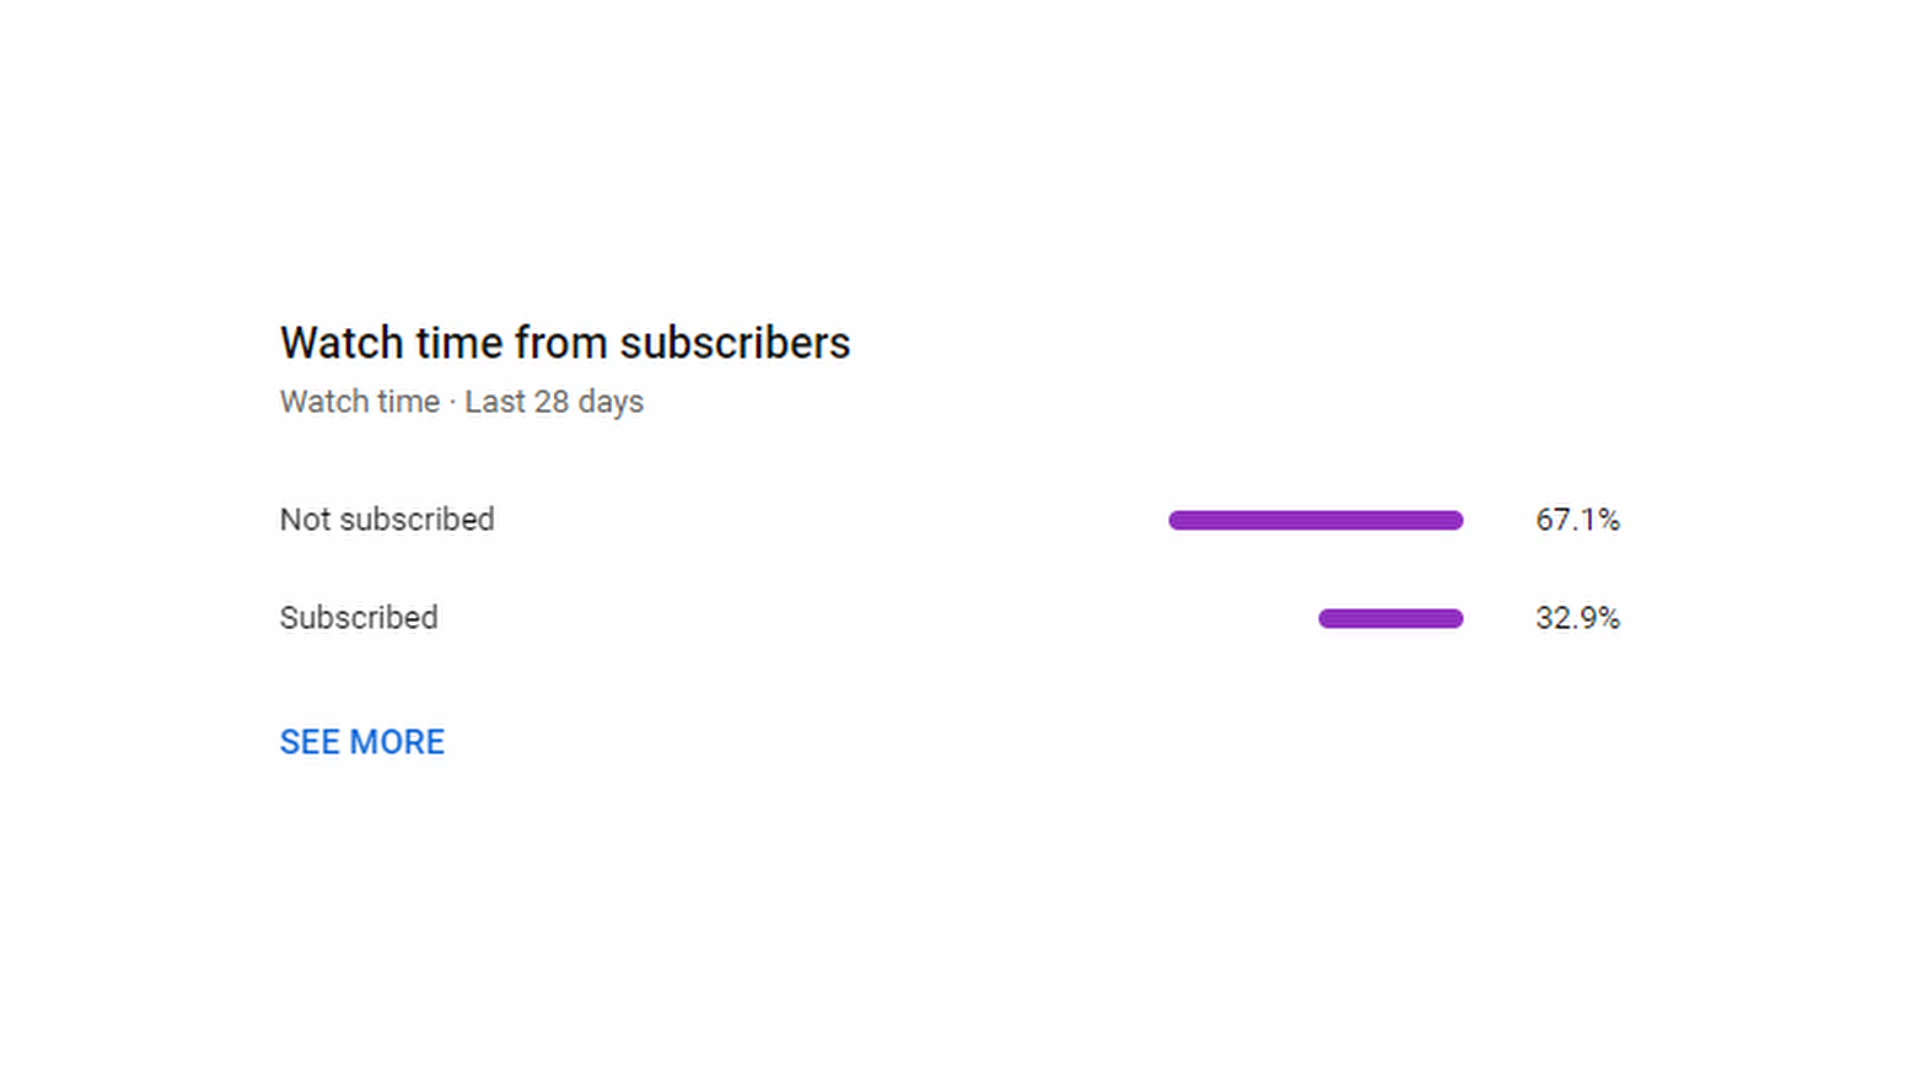 Watch time from subscribers
Watch time · Last 28 days
Not subscribed 67.1%
Subscribed 32.9%
SEE MORE